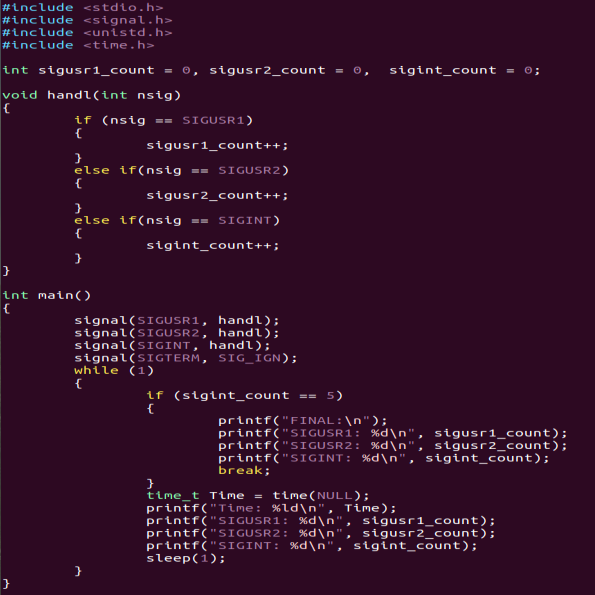 #include <stdio.h>
#include <signal.h>
#include <unistd.h>
#include <time.h>

int sigusr1_count = 0, sigusr2_count = 0,  sigint_count = 0;

void handl(int nsig)
{
        if (nsig == SIGUSR1)
        {
                sigusr1_count++;
        }
        else if(nsig == SIGUSR2)
        {
                sigusr2_count++;
        }
        else if(nsig == SIGINT)
        {
                sigint_count++;
        }
}

int main()
{
        signal(SIGUSR1, handl);
        signal(SIGUSR2, handl);
        signal(SIGINT, handl);
        signal(SIGTERM, SIG_IGN);
        while (1)
        {
                if (sigint_count == 5)
                {
                        printf("FINAL:\n");
                        printf("SIGUSR1: %d\n", sigusr1_count);
                        printf("SIGUSR2: %d\n", sigusr2_count);
                        printf("SIGINT: %d\n", sigint_count);
                        break;
                }
                time_t Time = time(NULL);
                printf("Time: %ld\n", Time);
                printf("SIGUSR1: %d\n", sigusr1_count);
                printf("SIGUSR2: %d\n", sigusr2_count);
                printf("SIGINT: %d\n", sigint_count);
                sleep(1);
        }
}